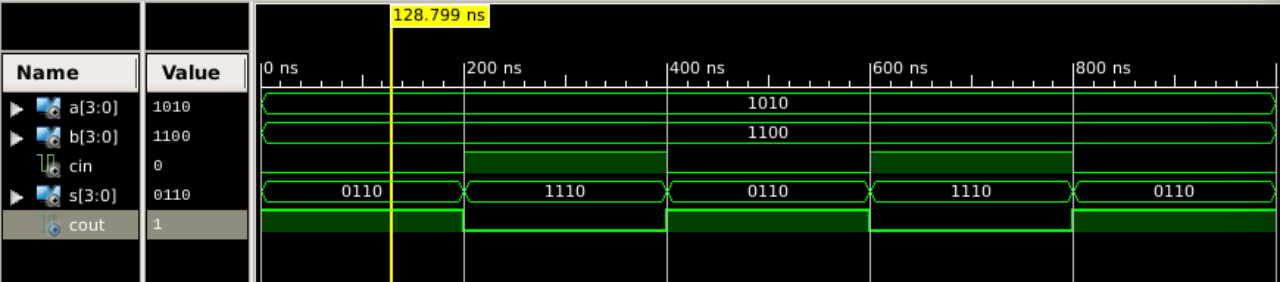 128.799 ns
Name Value 0 ns 200 ns 400 ns 600 ns 800 ns
a[3:0] 1010 1010
b[3:0] 1100 1100
cin 0
s[3:0] 0110 0110 1110 0110 1110 0110
cout 1